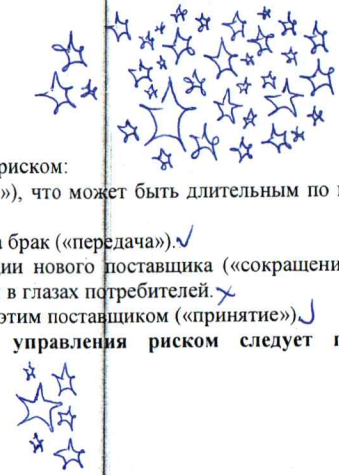 риском:
»), что может быть длительным по
а брак («передача»).
ции нового поставщика («сокращени
в глазах потребителей.
этим поставщиком («принятие»)
управления риском следует